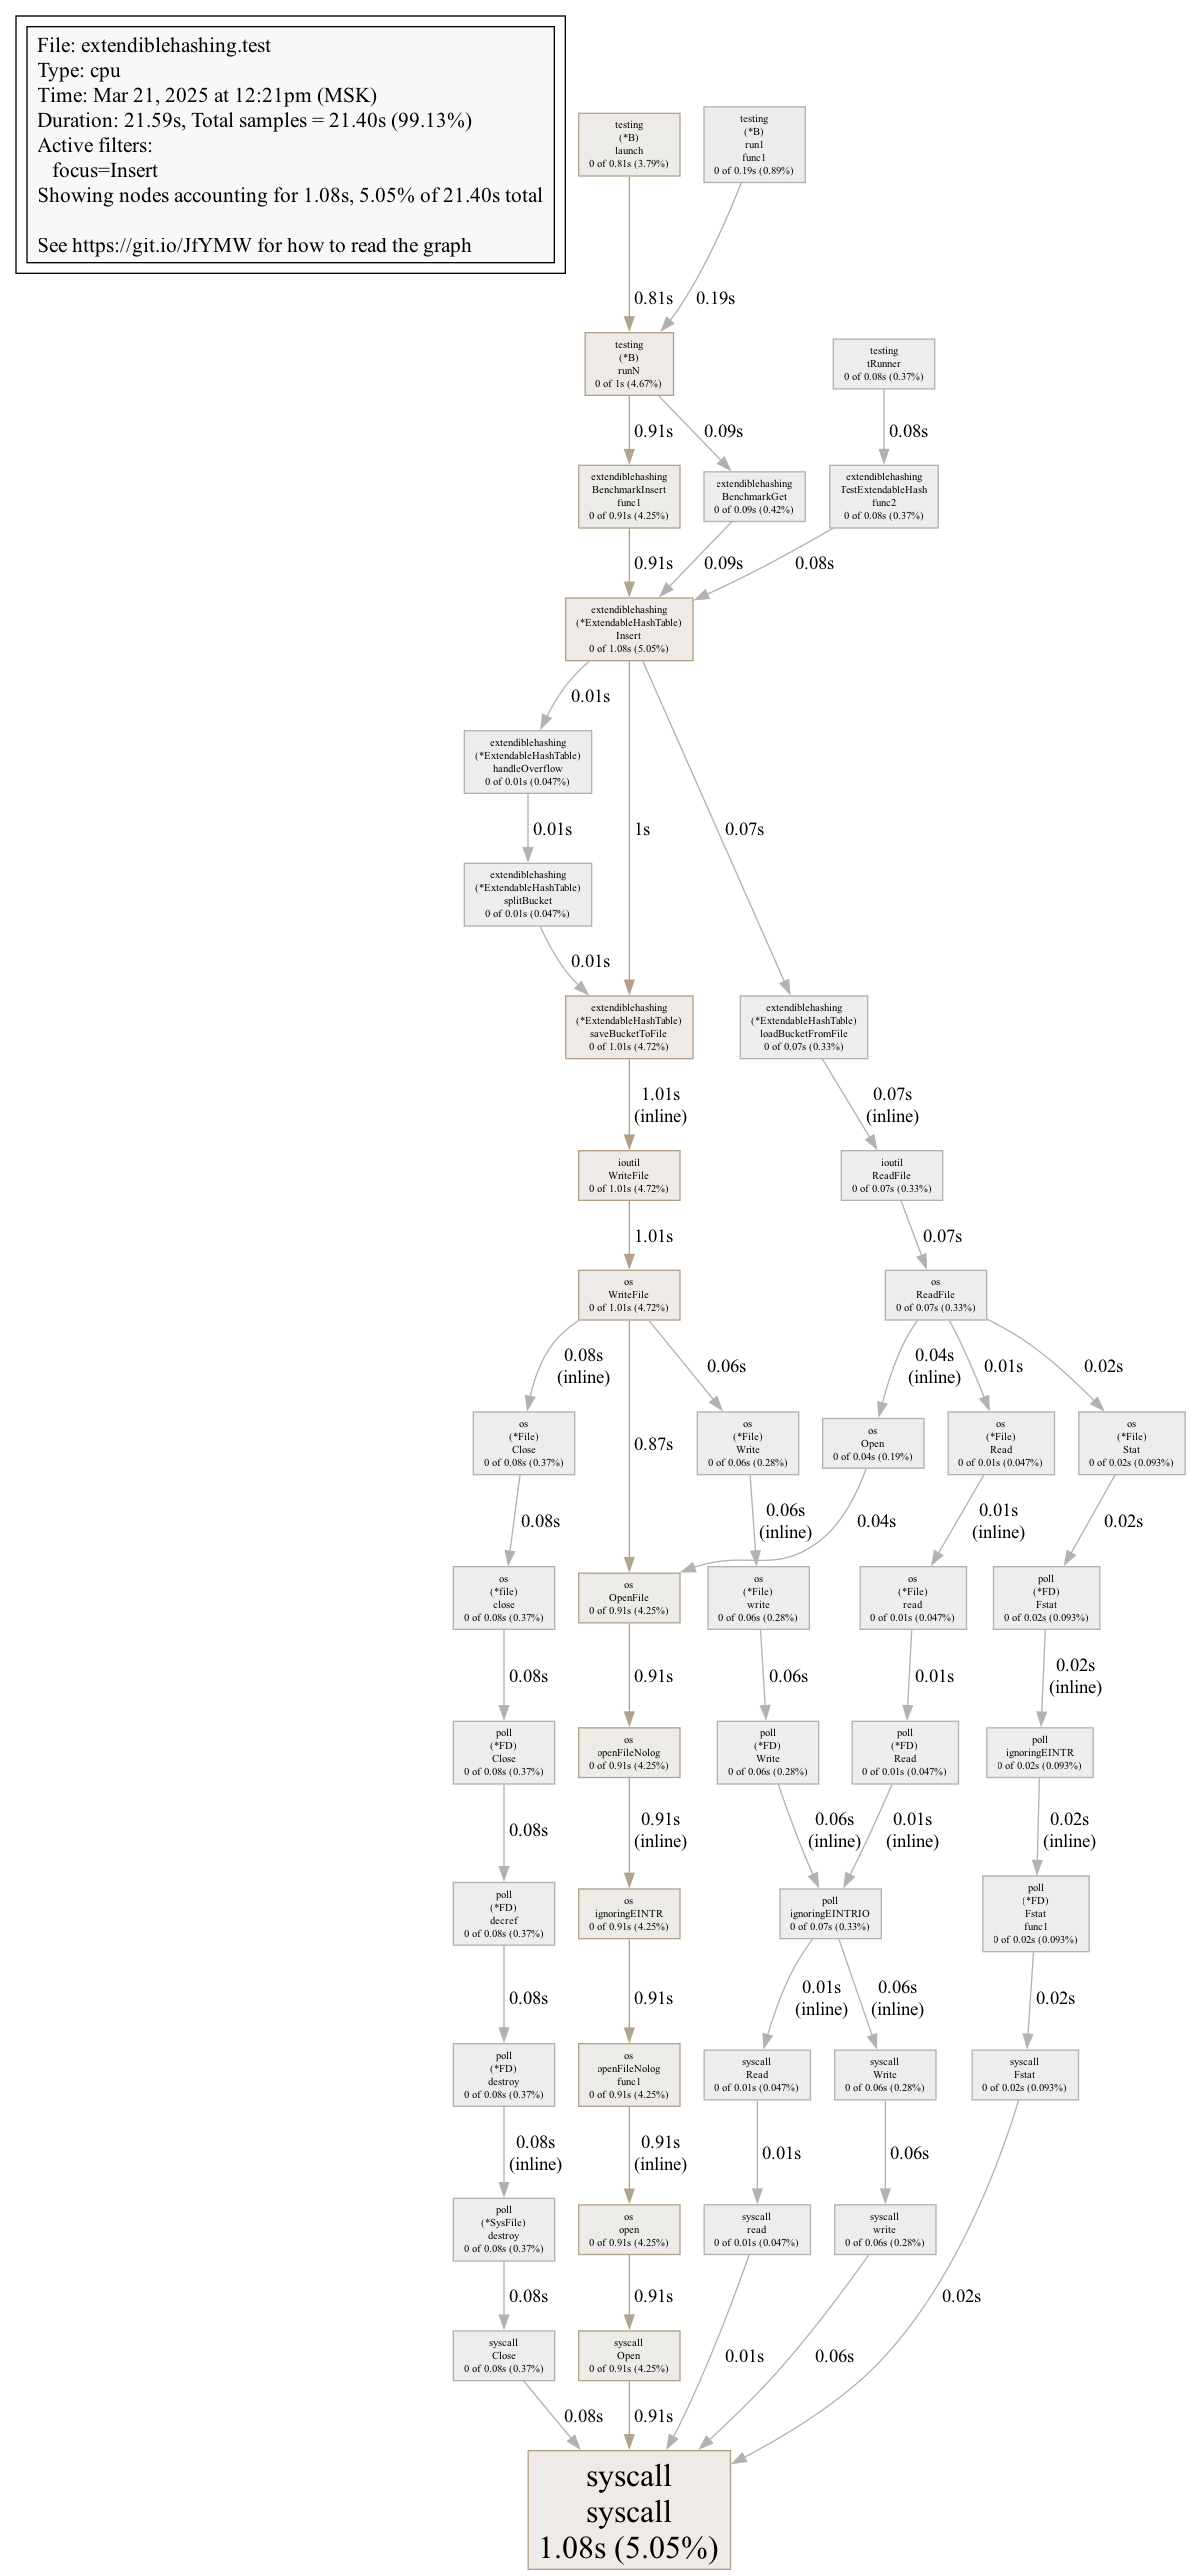 File: extendiblehashing.test
Type: cpu
Time: Mar 21, 2025 at 12:21pm (MSK)
Duration: 21.59s, Total samples = 21.40s (99.13%)
Active filters:
focus=Insert
Showing nodes accounting for 1.08s, 5.05% of 21.40s total
See https://git.io/JfYMW for how to read the graph
testing
(*B)
launch
0 of 0.81s (3.79%)
testing
(*B)
run1
func1
0 of 0.19s (0.89%)
0.81s
0.19s
testing
(*B)
runN
0 of 1s (4.67%)
testing
tRunner
0 of 0.08s (0.37%)
0.91s
0.09s
0.08s
extendiblehashing
BenchmarkInsert
func1
0 of 0.91s (4.25%)
extendiblehashing
BenchmarkGet
0 of 0.09s (0.42%)
extendiblehashing
TestExtendableHash
func2
0 of 0.08s (0.37%)
0.91s
0.09s
0.08s
extendiblehashing
(*ExtendableHashTable)
Insert
0 of 1.08s (5.05%)
0.01s
extendiblehashing
(*ExtendableHashTable)
handleOverflow
0 of 0.01s (0.047%)
0.01s
1s
0.07s
extendiblehashing
(*ExtendableHashTable)
splitBucket
0 of 0.01s (0.047%)
0.01s
extendiblehashing
(*ExtendableHashTable)
saveBucketToFile
0 of 1.01s (4.72%)
extendiblehashing
(*ExtendableHashTable)
loadBucketFromFile
0 of 0.07s (0.33%)
1.01s
(inline)
0.07s
(inline)
ioutil
WriteFile
0 of 1.01s (4.72%)
ioutil
ReadFile
0 of 0.07s (0.33%)
1.01s
0.07s
os
WriteFile
0 of 1.01s (4.72%)
os
ReadFile
0 of 0.07s (0.33%)
0.08s
(inline)
0.87s
0.06s
0.04s
(inline)
0.01s
0.02s
os
(*File)
Close
0 of 0.08s (0.37%)
os
(*File)
Write
0 of 0.06s (0.28%)
os
Open
0 of 0.04s (0.19%)
os
(*File)
Read
0 of 0.01s (0.047%)
os
(*File)
Stat
0 of 0.02s (0.093%)
0.08s
0.06s
(inline)
0.04s
0.01s
(inline)
0.02s
os
(*file)
close
0 of 0.08s (0.37%)
os
OpenFile
0 of 0.91s (4.25%)
os
(*File)
write
0 of 0.06s (0.28%)
os
(*File)
read
0 of 0.01s (0.047%)
poll
(*FD)
Fstat
0 of 0.02s (0.093%)
0.08s
0.91s
0.06s
0.01s
0.02s
(inline)
poll
(*FD)
Close
0 of 0.08s (0.37%)
os
openFileNolog
0 of 0.91s (4.25%)
poll
(*FD)
Write
0 of 0.06s (0.28%)
poll
(*FD)
Read
0 of 0.01s (0.047%)
poll
ignoringEINTR
0 of 0.02s (0.093%)
0.08s
0.91s
(inline)
0.06s
(inline)
0.01s
(inline)
0.02s
(inline)
poll
(*FD)
decref
0 of 0.08s (0.37%)
os
ignoringEINTR
0 of 0.91s (4.25%)
poll
ignoringEINTRIO
0 of 0.07s (0.33%)
poll
(*FD)
Fstat
func1
0 of 0.02s (0.093%)
0.08s
0.91s
0.01s
(inline)
0.06s
(inline)
0.02s
poll
(*FD)
destroy
0 of 0.08s (0.37%)
os
openFileNolog
func1
0 of 0.91s (4.25%)
syscall
Read
0 of 0.01s (0.047%)
syscall
Write
0 of 0.06s (0.28%)
syscall
Fstat
0 of 0.02s (0.093%)
0.08s
(inline)
0.91s
(inline)
0.01s
0.06s
poll
(*SysFile)
destroy
0 of 0.08s (0.37%)
os
open
0 of 0.91s (4.25%)
syscall
read
0 of 0.01s (0.047%)
syscall
write
0 of 0.06s (0.28%)
0.08s
0.91s
0.02s
syscall
Close
0 of 0.08s (0.37%)
syscall
Open
0 of 0.91s (4.25%)
0.01s
0.06s
0.08s
0.91s
syscall
syscall
1.08s (5.05%)